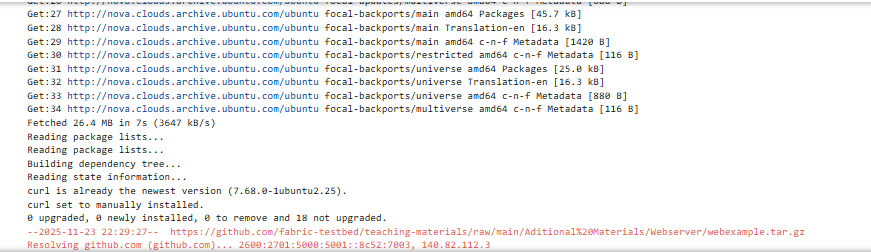 Get:27 http://nova.clouds.archive.ubuntu.com/ubuntu focal-backports/main amd64 Packages [45.7 kB]
Get:28 http://nova.clouds.archive.ubuntu.com/ubuntu focal-backports/main Translation-en [16.3 kB]
Get:29 http://nova.clouds.archive.ubuntu.com/ubuntu focal-backports/main amd64 c-n-f Metadata [1420 B]
Get:30 http://nova.clouds.archive.ubuntu.com/ubuntu focal-backports/restricted amd64 c-n-f Metadata [116 B]
Get:31 http://nova.clouds.archive.ubuntu.com/ubuntu focal-backports/universe amd64 Packages [25.0 kB]
Get:32 http://nova.clouds.archive.ubuntu.com/ubuntu focal-backports/universe Translation-en [16.3 kB]
Get:33 http://nova.clouds.archive.ubuntu.com/ubuntu focal-backports/universe amd64 c-n-f Metadata [880 B]
Get:34 http://nova.clouds.archive.ubuntu.com/ubuntu focal-backports/multiverse amd64 c-n-f Metadata [116 B]
Fetched 26.4 MB in 7s (3647 kB/s)
Reading package lists...
Reading package lists...
Building dependency tree...
Reading state information...
curl is already the newest version (7.68.0-1ubuntu2.25).
curl set to manually installed.
0 upgraded, 0 newly installed, 0 to remove and 18 not upgraded.
--2025-11-23 22:29:27-- https://github.com/fabric-testbed/teaching-materials/raw/main/Aditional%20Materials/Webserver/webexample.tar.gz
Resolving github.com (github.com)... 2600:2701:5000:5001::8c52:7003, 140.82.112.3